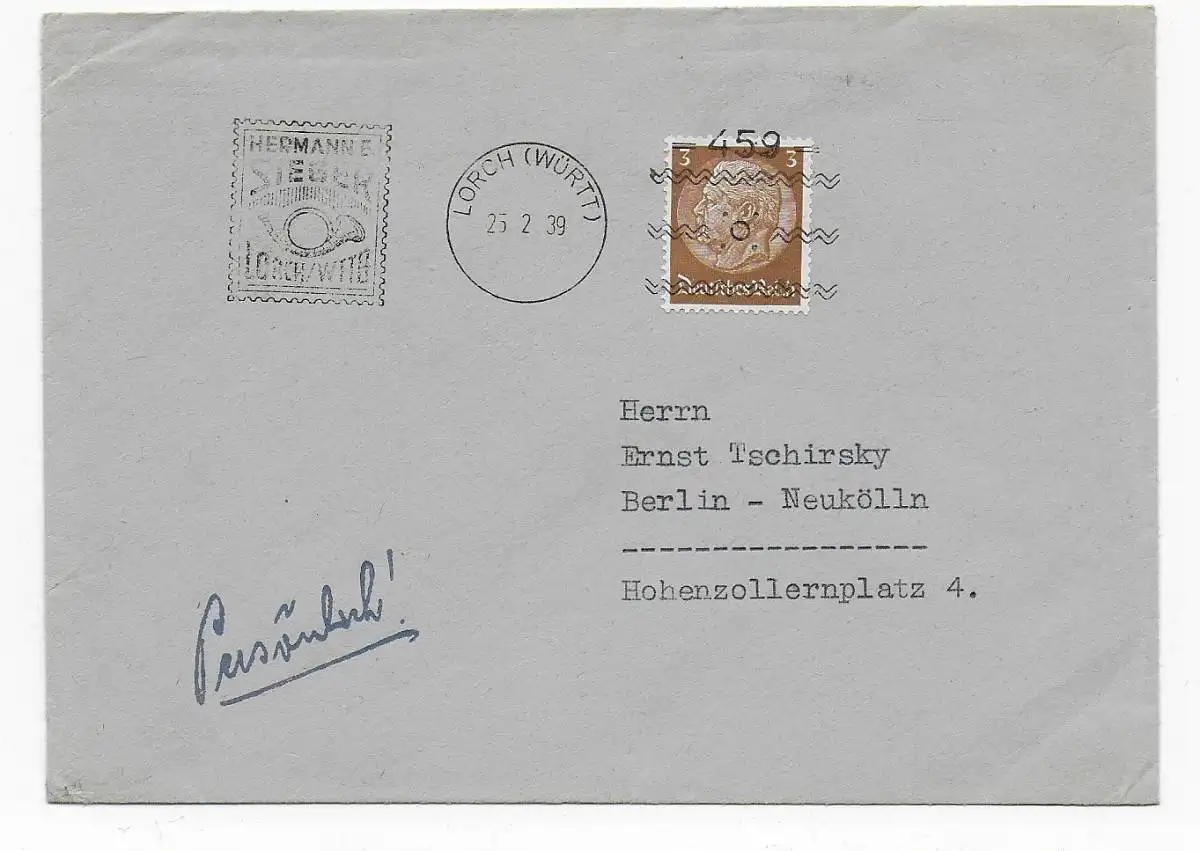 HERMANN E.
SIEGER
LORCH/WTTG
LORCH (WÜRTT)
25 2 39
459
3 3
Deutsches Reich
Herrn
Ernst Tschirsky
Berlin - Neukölln
-----------------
Hohenzollernplatz 4.
Persönlich!